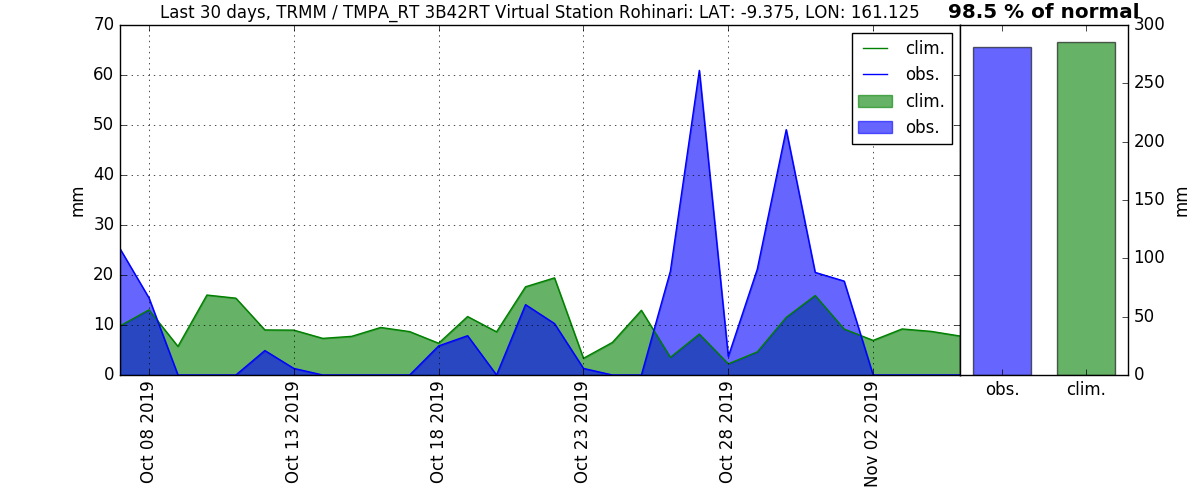 Last 30 days, TRMM / TMPA_RT 3B42RT Virtual Station Rohinari: LAT: -9.375, LON: 161.125
98.5 % of normal
70
60
50
40
30
20
10
0
mm
clim.
obs.
clim.
obs.
Oct 08 2019
Oct 13 2019
Oct 18 2019
Oct 23 2019
Oct 28 2019
Nov 02 2019
300
250
200
150
100
50
0
mm
obs.
clim.